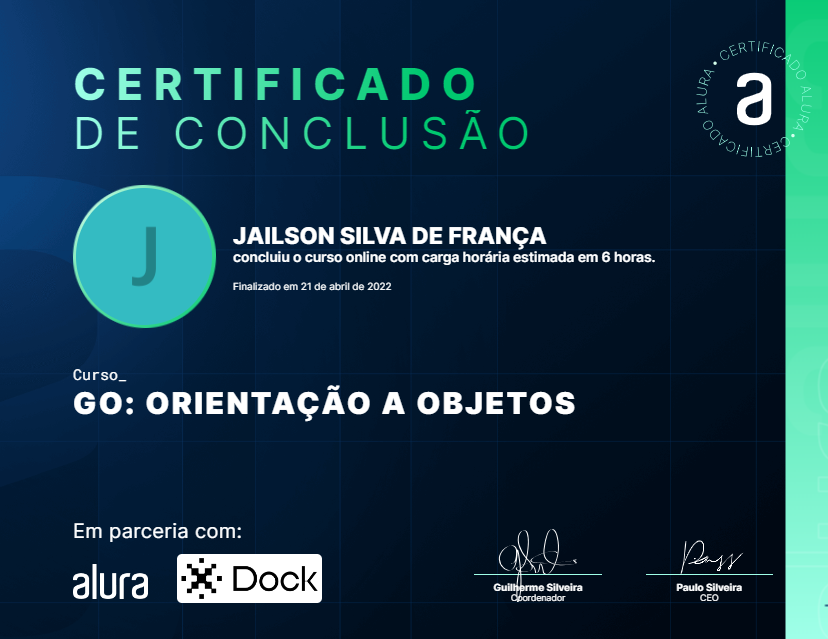 CERTIFICADO
DE CONCLUSÃO
CERTIFICADO ALURA • CERTIFICADO ALURA •
a
J
JAILSON SILVA DE FRANÇA
concluiu o curso online com carga horária estimada em 6 horas.
Finalizado em 21 de abril de 2022
Curso_
GO: ORIENTAÇÃO A OBJETOS
Em parceria com:
alura
Dock
Guilherme Silveira
Coordenador
Paulo Silveira
CEO